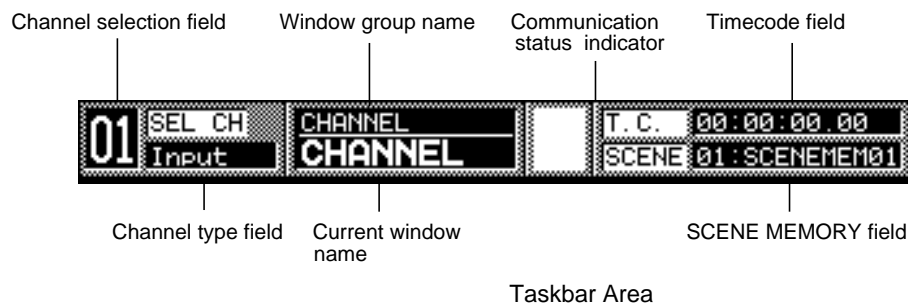 Channel selection field
Window group name
Communication
status indicator
Timecode field
01
SEL CH
Input
CHANNEL
CHANNEL
T.C. 00:00:00.00
SCENE 01:SCENEMEM01
Channel type field
Current window
name
SCENE MEMORY field
Taskbar Area